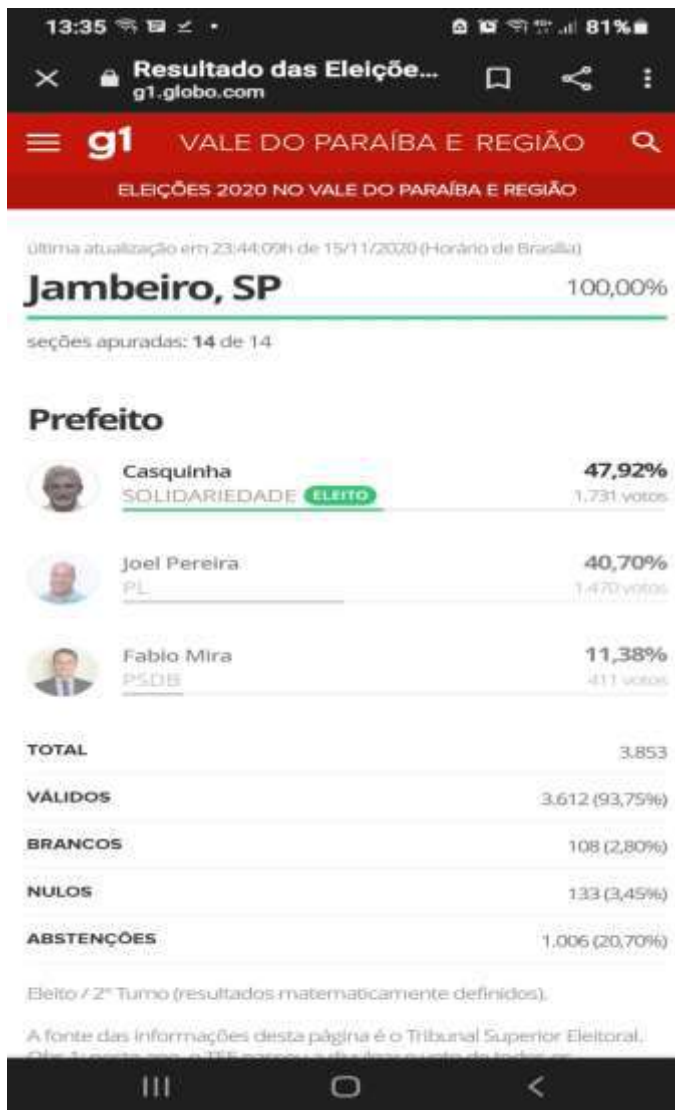 13:35
81%
Resultado das Eleiçõe...
g1.globo.com
g1 VALE DO PARAÍBA E REGIÃO
ELEIÇÕES 2020 NO VALE DO PARAÍBA E REGIÃO
última atualização em 23:44:09h de 15/11/2020 (Horário de Brasília)
Jambeiro, SP 100,00%
seções apuradas: 14 de 14
Prefeito
Casquinha 47,92%
SOLIDARIEDADE ELEITO 1.731 votos
Joel Pereira 40,70%
PL 1.470 votos
Fabio Mira 11,38%
PSDB 411 votos
TOTAL 3.853
VÁLIDOS 3.612 (93,75%)
BRANCOS 108 (2,80%)
NULOS 133 (3,45%)
ABSTENÇÕES 1.006 (20,70%)
Eleito / 2º Turno (resultados matematicamente definidos).
A fonte das informações desta página é o Tribunal Superior Eleitoral.